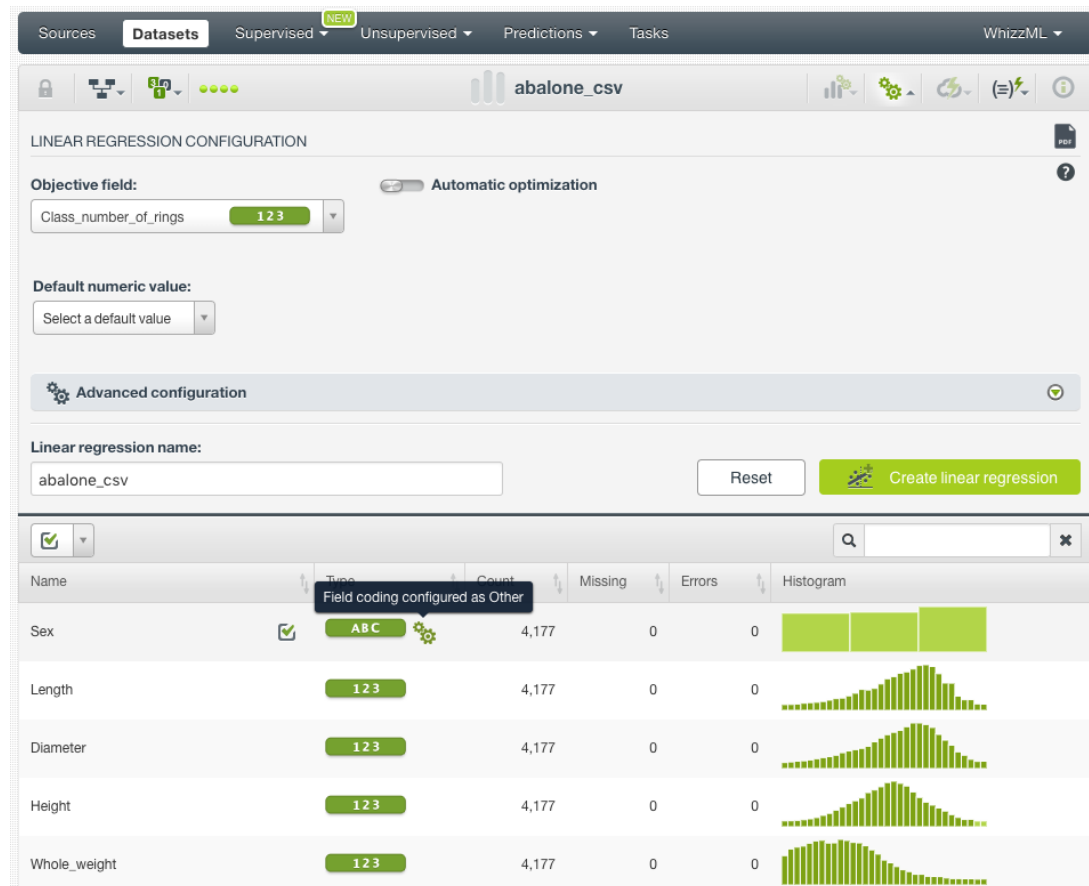 NEW
Sources Datasets Supervised Unsupervised Predictions Tasks WhizzML
abalone_csv
LINEAR REGRESSION CONFIGURATION
PDF
Objective field:
Automatic optimization
?
Class_number_of_rings 123
Default numeric value:
Select a default value
Advanced configuration
Linear regression name:
abalone_csv
Reset
Create linear regression
Name Type Count Missing Errors Histogram
Field coding configured as Other
Sex ABC 4,177 0 0
Length 123 4,177 0 0
Diameter 123 4,177 0 0
Height 123 4,177 0 0
Whole_weight 123 4,177 0 0